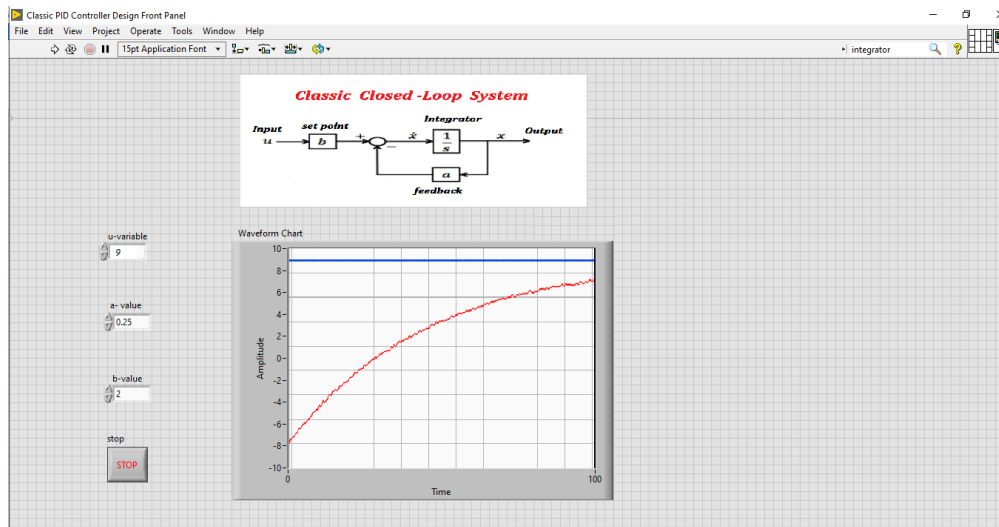 Classic PID Controller Design Front Panel
File Edit View Project Operate Tools Window Help
15pt Application Font
integrator
?
Classic Closed-Loop System
Input
u
set point
b
+
−
ẋ
Integrator
1
s
x
Output
a
feedback
u-variable
9
a- value
0.25
b-value
2
stop
STOP
Waveform Chart
Amplitude
10
8
6
4
2
0
-2
-4
-6
-8
-10
0
100
Time